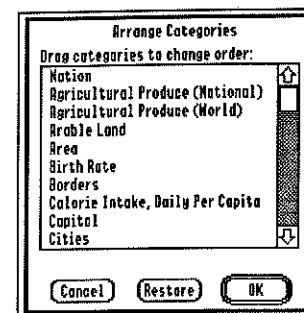 Arrange Categories
Drag categories to change order:
Nation
Agricultural Produce (National)
Agricultural Produce (World)
Arable Land
Area
Birth Rate
Borders
Calorie Intake, Daily Per Capita
Capital
Cities
Cancel
Restore
OK